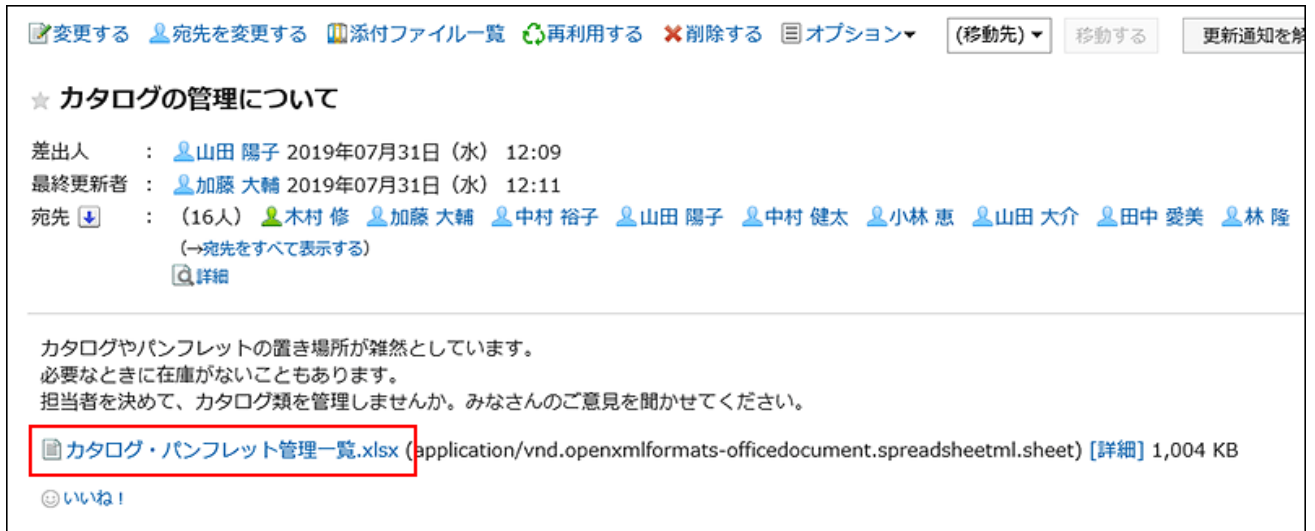 変更する 宛先を変更する 添付ファイル一覧 再利用する 削除する オプション▼ (移動先)▼ 移動する 更新通知を解
カタログの管理について
差出人 : 山田 陽子 2019年07月31日（水） 12:09
最終更新者 : 加藤 大輔 2019年07月31日（水） 12:11
宛先 : （16人） 木村 修 加藤 大輔 中村 裕子 山田 陽子 中村 健太 小林 恵 山田 大介 田中 愛美 林 隆
(→宛先をすべて表示する)
詳細
カタログやパンフレットの置き場所が雑然としています。
必要なときに在庫がないこともあります。
担当者を決めて、カタログ類を管理しませんか。みなさんのご意見を聞かせてください。
カタログ・パンフレット管理一覧.xlsx (application/vnd.openxmlformats-officedocument.spreadsheetml.sheet) [詳細] 1,004 KB
いいね！